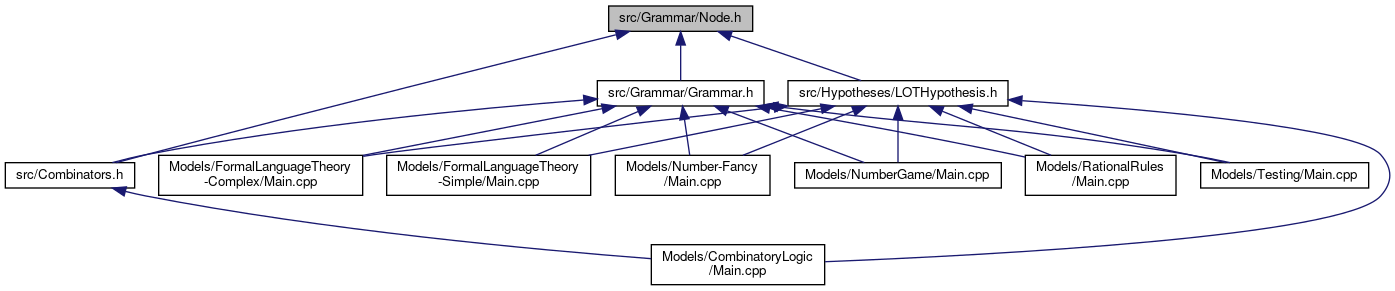 src/Grammar/Node.h
src/Grammar/Grammar.h
src/Hypotheses/LOTHypothesis.h
src/Combinators.h
Models/FormalLanguageTheory
-Complex/Main.cpp
Models/FormalLanguageTheory
-Simple/Main.cpp
Models/Number-Fancy
/Main.cpp
Models/NumberGame/Main.cpp
Models/RationalRules
/Main.cpp
Models/Testing/Main.cpp
Models/CombinatoryLogic
/Main.cpp